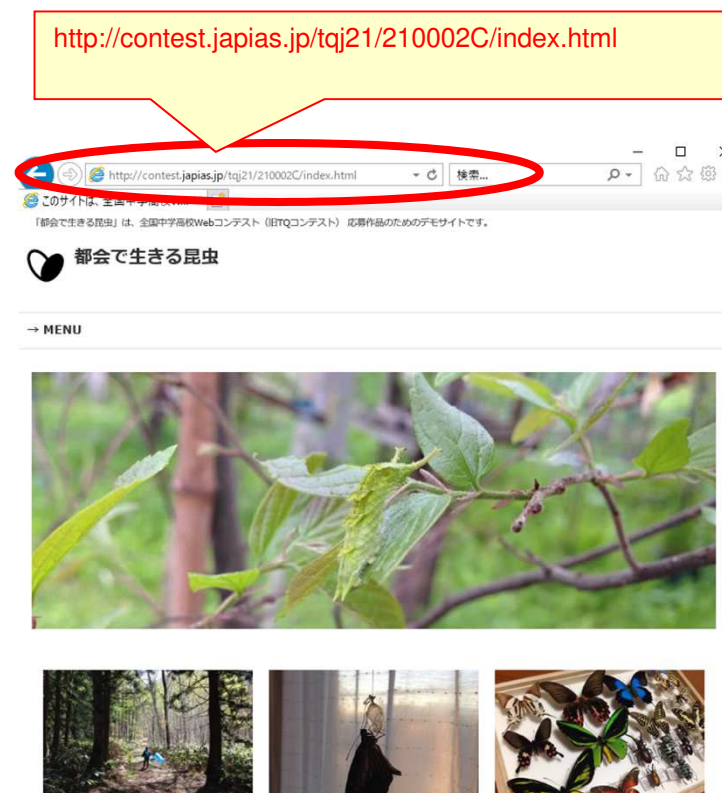 http://contest.japias.jp/tqj21/210002C/index.html
http://contest.japias.jp/tqj21/210002C/index.html
検索...
このサイトは、全国中学高校W...
「都会で生きる昆虫」は、全国中学高校Webコンテスト（旧TQコンテスト） 応募作品のためのデモサイトです。
都会で生きる昆虫
→ MENU